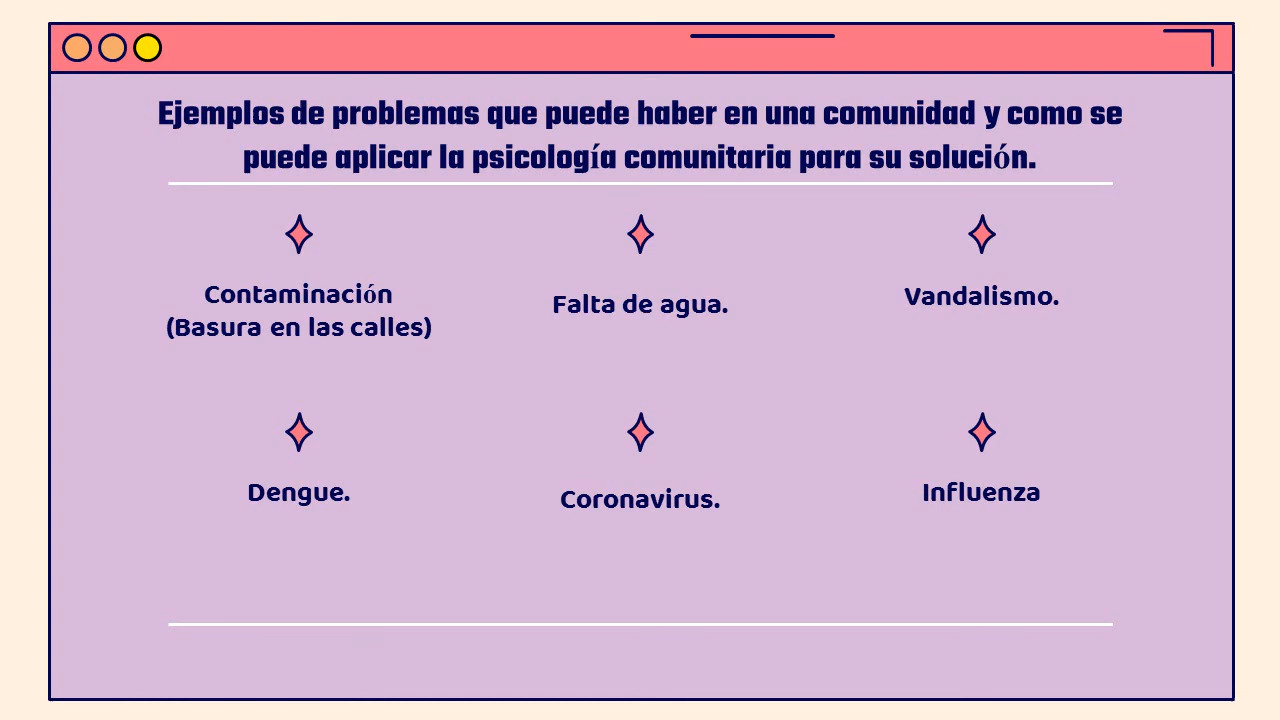 Ejemplos de problemas que puede haber en una comunidad y como se
puede aplicar la psicología comunitaria para su solución.
Contaminación
(Basura en las calles)
Falta de agua.
Vandalismo.
Dengue.
Coronavirus.
Influenza